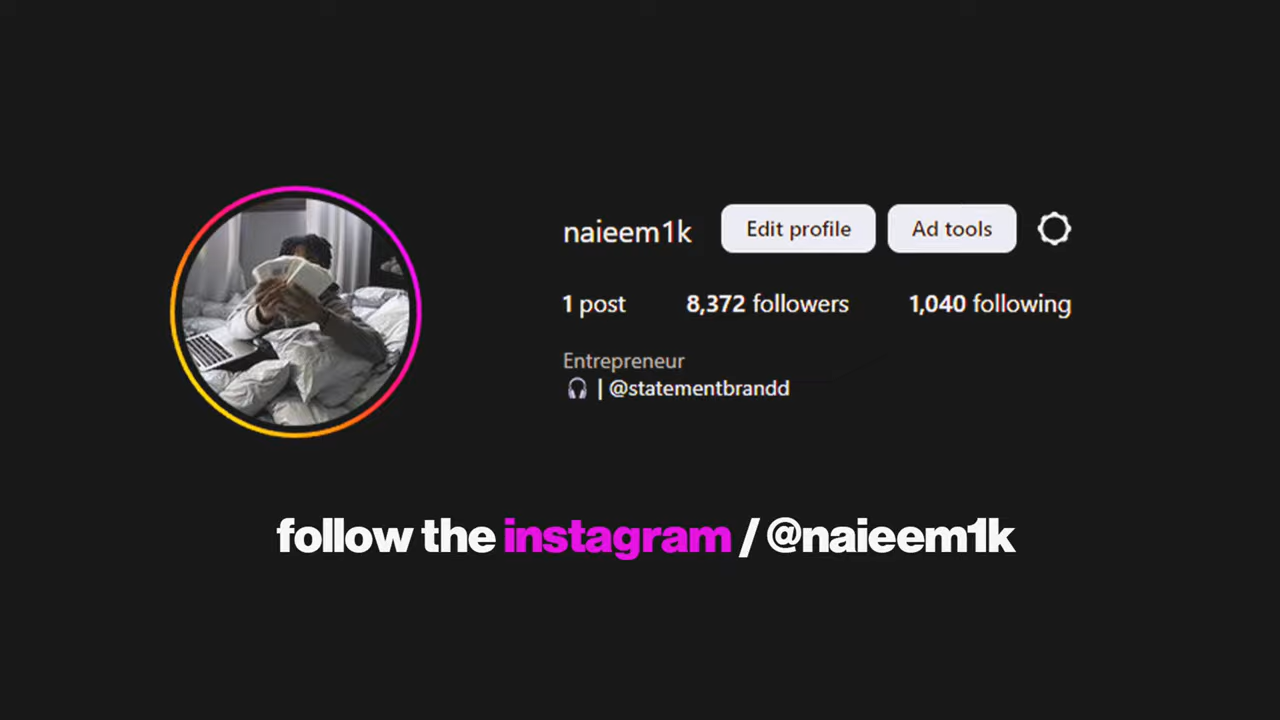 naieem1k Edit profile Ad tools
1 post 8,372 followers 1,040 following
Entrepreneur
🎧 | @statementbrandd
follow the instagram / @naieem1k